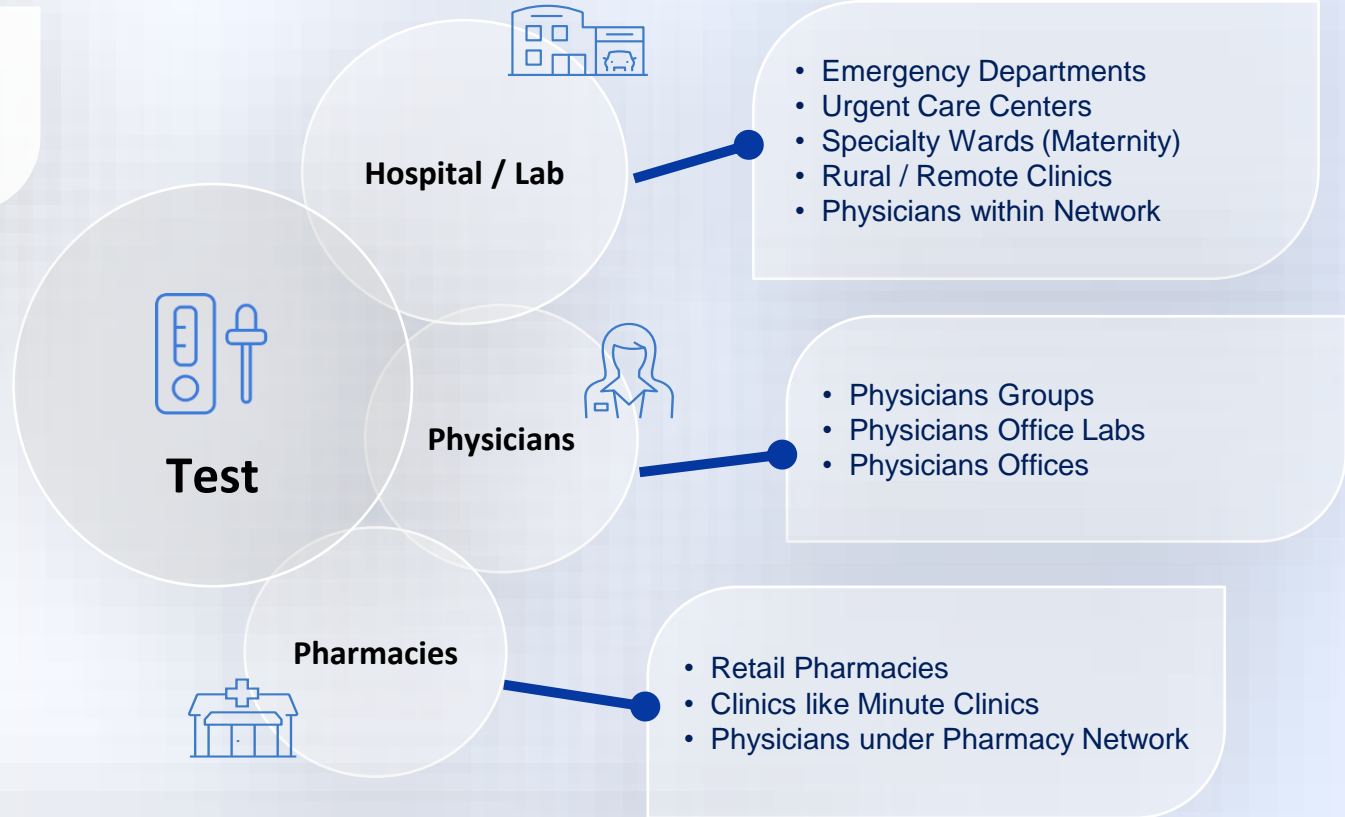 Hospital / Lab
• Emergency Departments
• Urgent Care Centers
• Specialty Wards (Maternity)
• Rural / Remote Clinics
• Physicians within Network
Test
Physicians
• Physicians Groups
• Physicians Office Labs
• Physicians Offices
Pharmacies
• Retail Pharmacies
• Clinics like Minute Clinics
• Physicians under Pharmacy Network